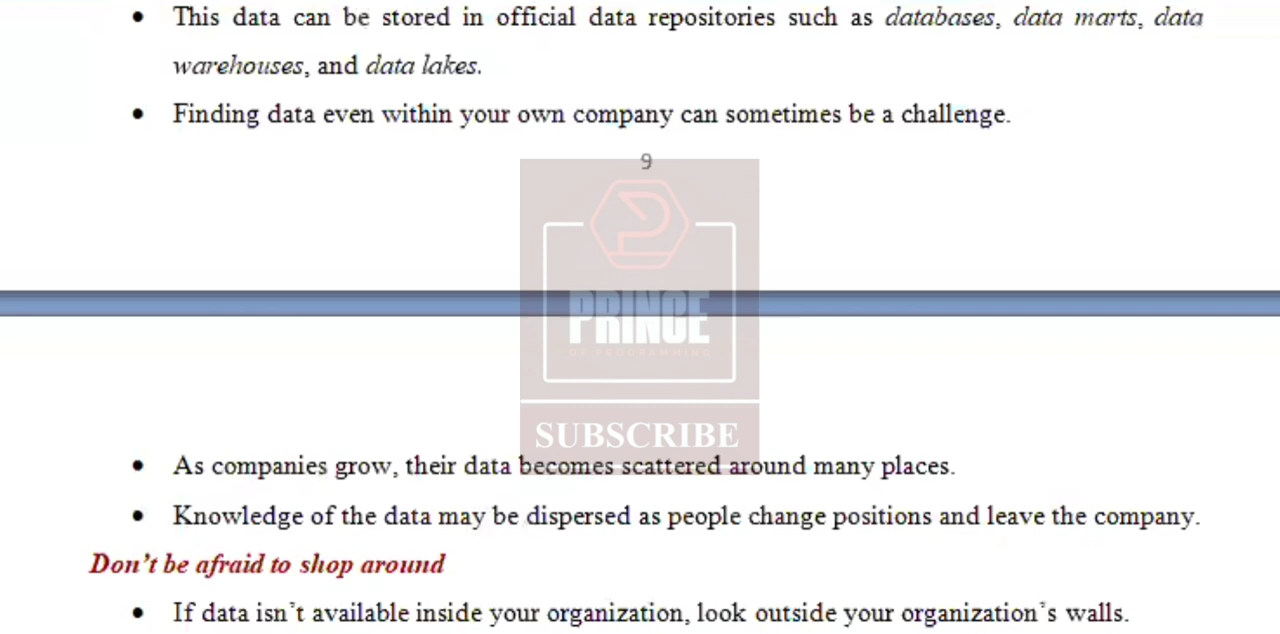 • This data can be stored in official data repositories such as databases, data marts, data
warehouses, and data lakes.
• Finding data even within your own company can sometimes be a challenge.
9
PRINCE
OF PROGRAMMING
SUBSCRIBE
• As companies grow, their data becomes scattered around many places.
• Knowledge of the data may be dispersed as people change positions and leave the company.
Don’t be afraid to shop around
• If data isn’t available inside your organization, look outside your organization’s walls.